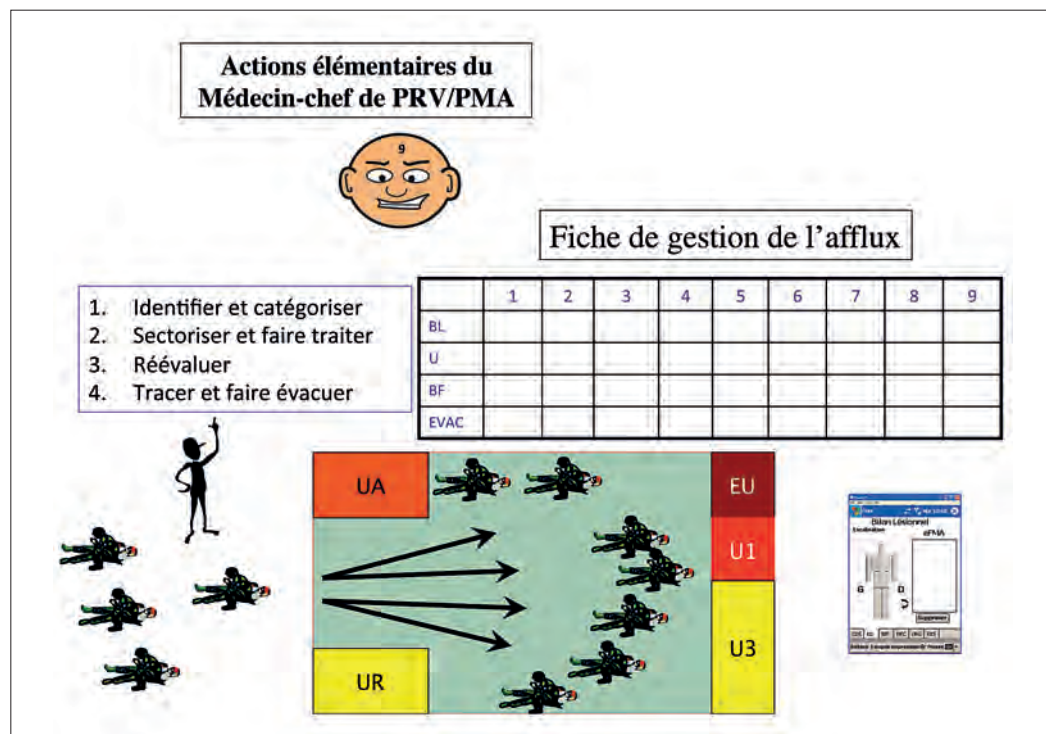 Actions élémentaires du
Médecin-chef de PRV/PMA
9
Fiche de gestion de l'afflux
1 2 3 4 5 6 7 8 9
BL
U
BF
EVAC
1. Identifier et catégoriser
2. Sectoriser et faire traiter
3. Réévaluer
4. Tracer et faire évacuer
UA
EU
U1
UR
U3
Bilan Lésionnel
G
D
Supprimer